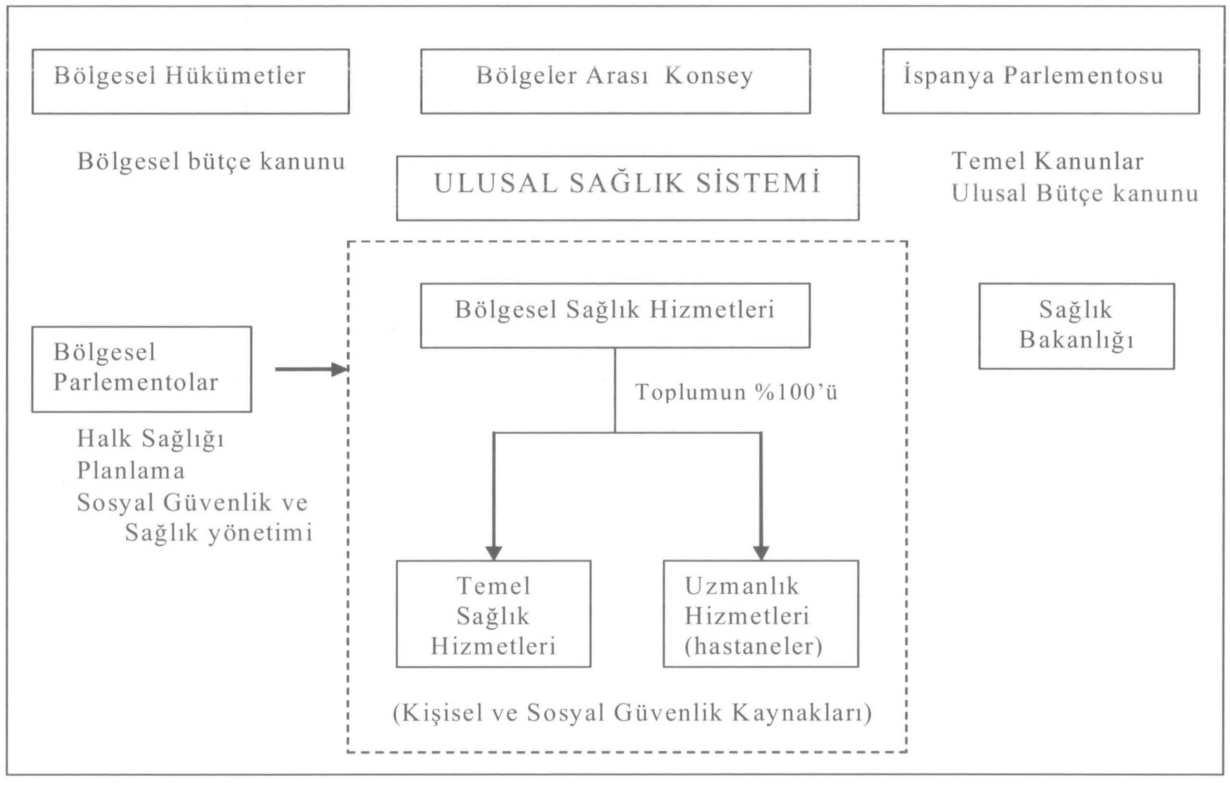 Bölgesel Hükümetler
Bölgeler Arası Konsey
İspanya Parlementosu
Bölgesel bütçe kanunu
ULUSAL SAĞLIK SİSTEMİ
Temel Kanunlar
Ulusal Bütçe kanunu
Bölgesel Sağlık Hizmetleri
Sağlık
Bakanlığı
Bölgesel
Parlementolar
Toplumun %100’ü
Halk Sağlığı
Planlama
Sosyal Güvenlik ve
Sağlık yönetimi
Temel
Sağlık
Hizmetleri
Uzmanlık
Hizmetleri
(hastaneler)
(Kişisel ve Sosyal Güvenlik Kaynakları)